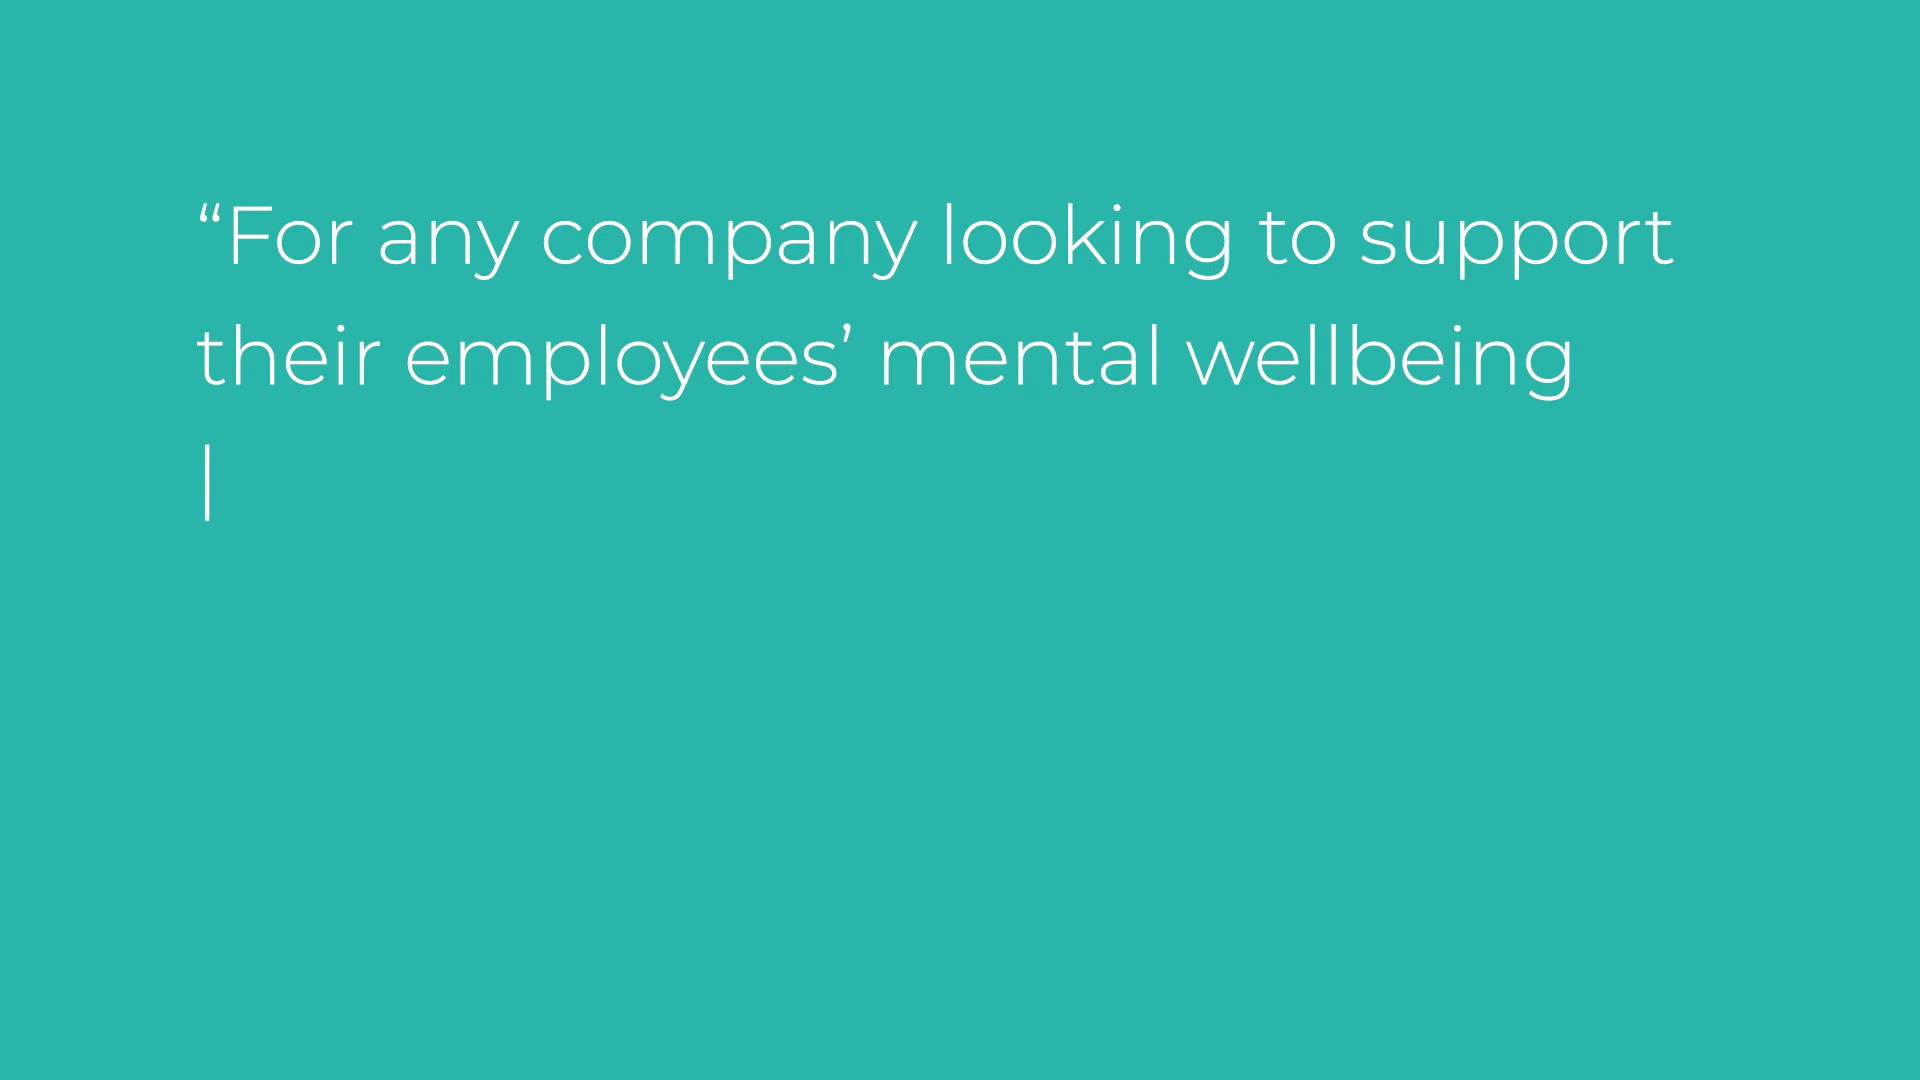 “For any company looking to support
their employees’ mental wellbeing
|